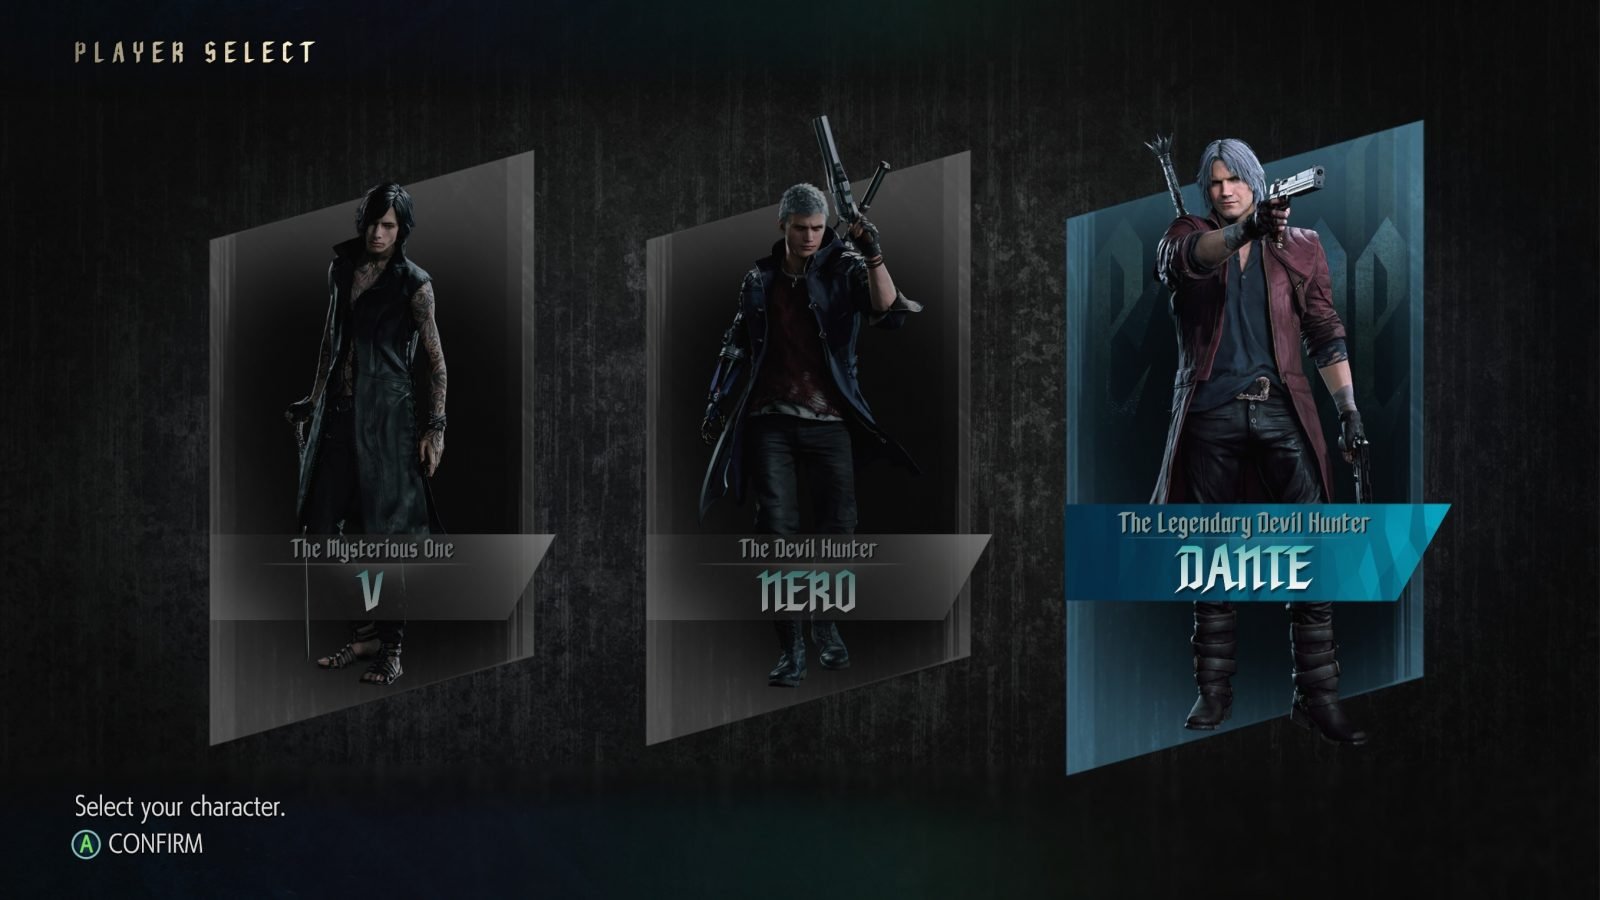 PLAYER SELECT
The Mysterious One
V
The Devil Hunter
NERO
The Legendary Devil Hunter
DANTE
Select your character.
A CONFIRM